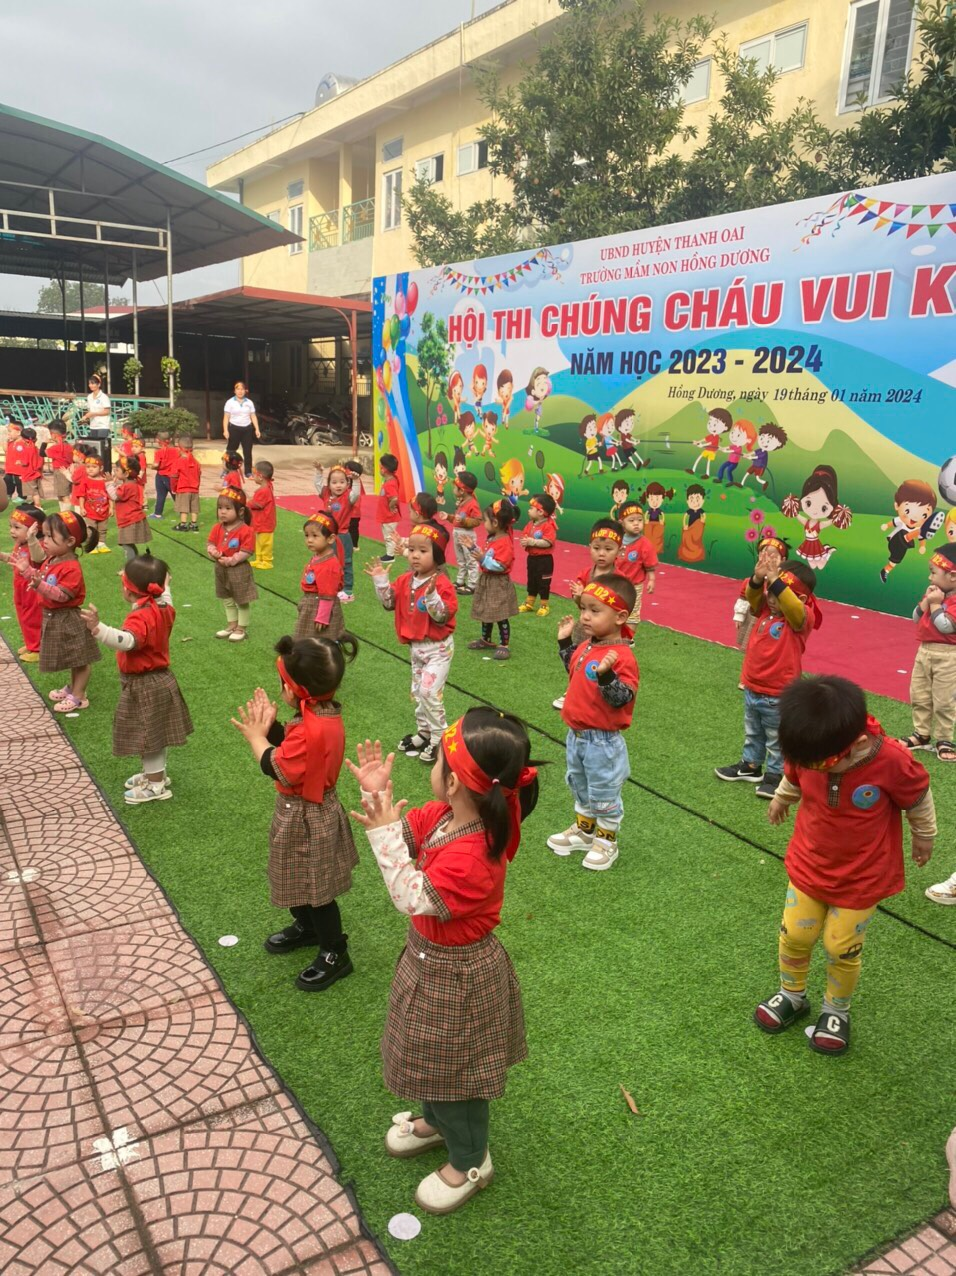 UBND HUYỆN THANH OAI
TRƯỜNG MẦM NON HỒNG DƯƠNG
HỘI THI CHÚNG CHÁU VUI K
NĂM HỌC 2023 - 2024
Hồng Dương, ngày 19 tháng 01 năm 2024
02